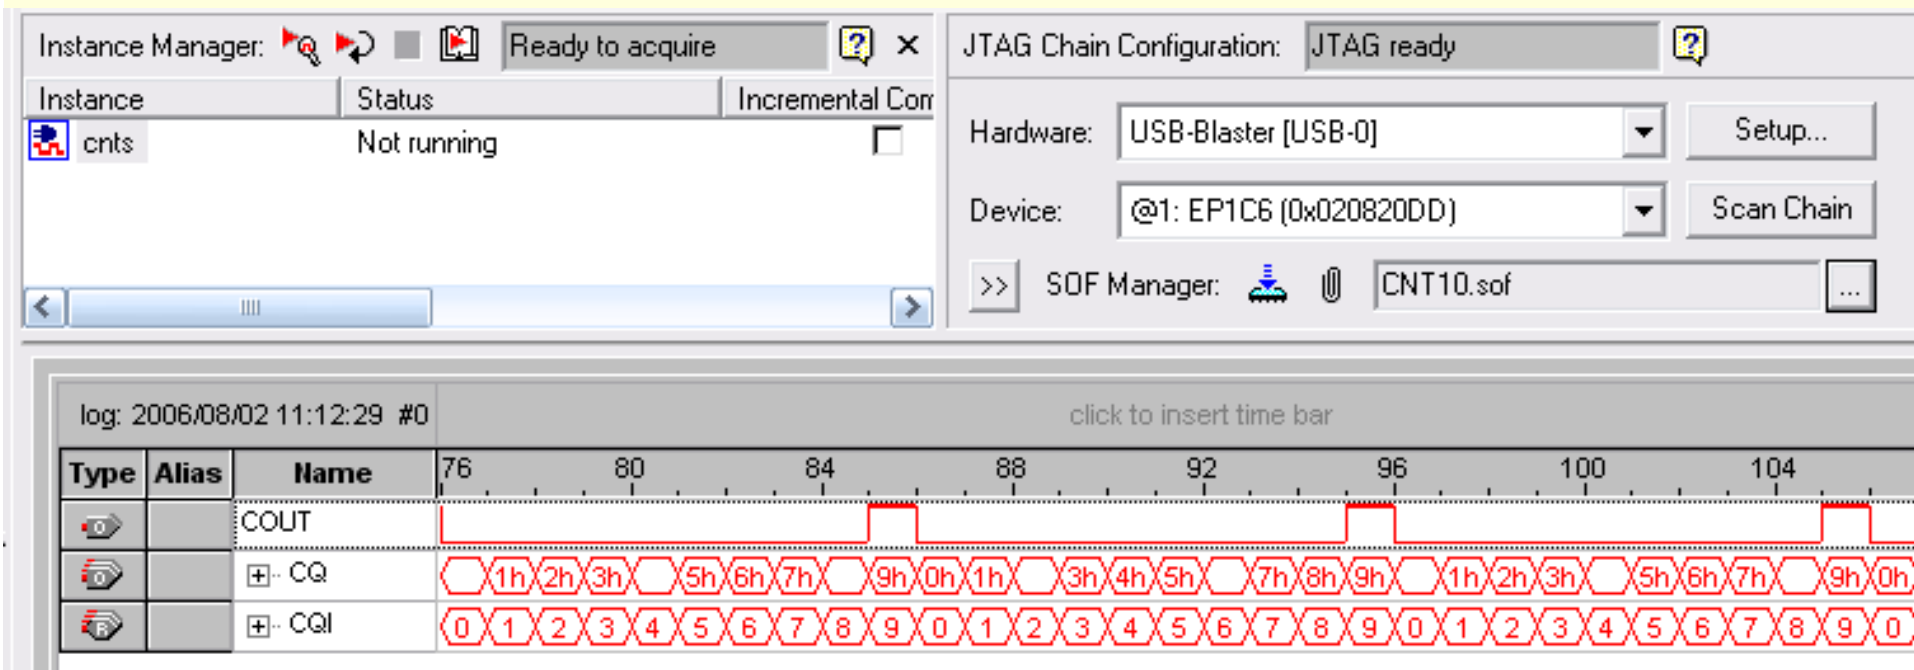 Instance Manager: Ready to acquire
JTAG Chain Configuration: JTAG ready
Instance Status Incremental Com
cnts Not running
Hardware: USB-Blaster [USB-0] Setup...
Device: @1: EP1C6 (0x020820DD) Scan Chain
>> SOF Manager: CNT10.sof ...
log: 2006/08/02 11:12:29 #0 click to insert time bar
Type Alias Name 76 80 84 88 92 96 100 104
COUT
CQ 1h 2h 3h 5h 6h 7h 9h 0h 1h 3h 4h 5h 7h 8h 9h 1h 2h 3h 5h 6h 7h 9h 0h
CQI 0 1 2 3 4 5 6 7 8 9 0 1 2 3 4 5 6 7 8 9 0 1 2 3 4 5 6 7 8 9 0